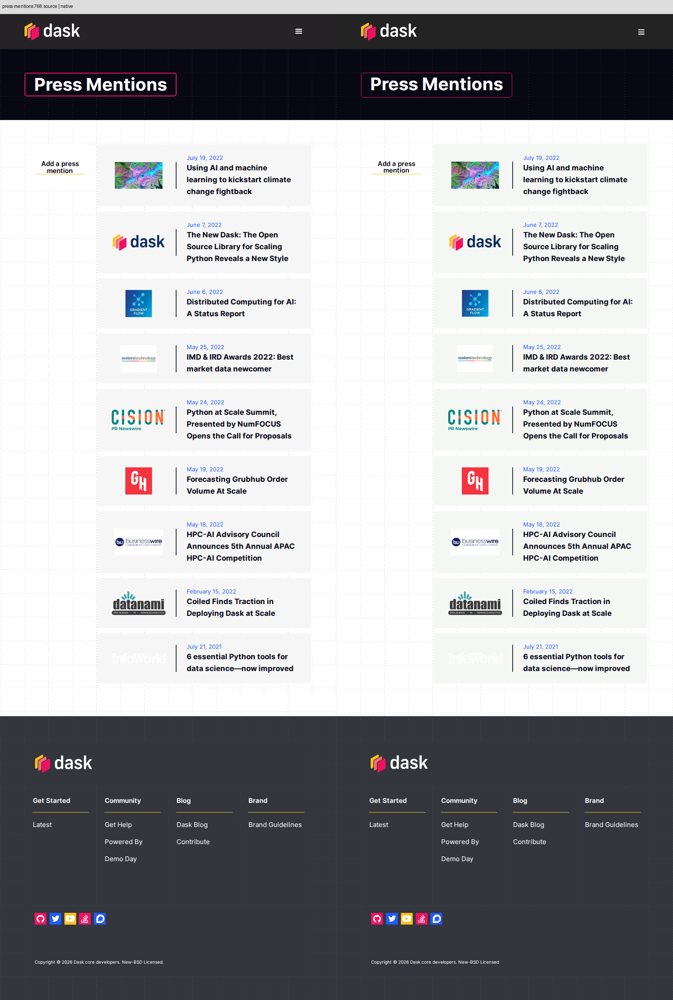 press-mentions 768: source | native
dask
Press Mentions
Add a press
mention
July 19, 2022
Using AI and machine
learning to kickstart climate
change fightback
dask
June 7, 2022
The New Dask: The Open
Source Library for Scaling
Python Reveals a New Style
GRADIENT
FLOW
June 6, 2022
Distributed Computing for AI:
A Status Report
waterstechnology
May 25, 2022
IMD & IRD Awards 2022: Best
market data newcomer
CISION
PR Newswire
May 24, 2022
Python at Scale Summit,
Presented by NumFOCUS
Opens the Call for Proposals
GH
May 19, 2022
Forecasting Grubhub Order
Volume At Scale
bw businesswire
May 18, 2022
HPC-AI Advisory Council
Announces 5th Annual APAC
HPC-AI Competition
datanami
February 15, 2022
Coiled Finds Traction in
Deploying Dask at Scale
InfoWorld
July 21, 2021
6 essential Python tools for
data science—now improved
dask
Get Started
Latest
Community
Get Help
Powered By
Demo Day
Blog
Dask Blog
Contribute
Brand
Brand Guidelines
Copyright © 2026 Dask core developers. New-BSD Licensed.
dask
Press Mentions
Add a press
mention
July 19, 2022
Using AI and machine
learning to kickstart climate
change fightback
dask
June 7, 2022
The New Dask: The Open
Source Library for Scaling
Python Reveals a New Style
GRADIENT
FLOW
June 6, 2022
Distributed Computing for AI:
A Status Report
waterstechnology
May 25, 2022
IMD & IRD Awards 2022: Best
market data newcomer
CISION
PR Newswire
May 24, 2022
Python at Scale Summit,
Presented by NumFOCUS
Opens the Call for Proposals
GH
May 19, 2022
Forecasting Grubhub Order
Volume At Scale
bw businesswire
May 18, 2022
HPC-AI Advisory Council
Announces 5th Annual APAC
HPC-AI Competition
datanami
February 15, 2022
Coiled Finds Traction in
Deploying Dask at Scale
InfoWorld
July 21, 2021
6 essential Python tools for
data science—now improved
dask
Get Started
Latest
Community
Get Help
Powered By
Demo Day
Blog
Dask Blog
Contribute
Brand
Brand Guidelines
Copyright © 2026 Dask core developers. New-BSD Licensed